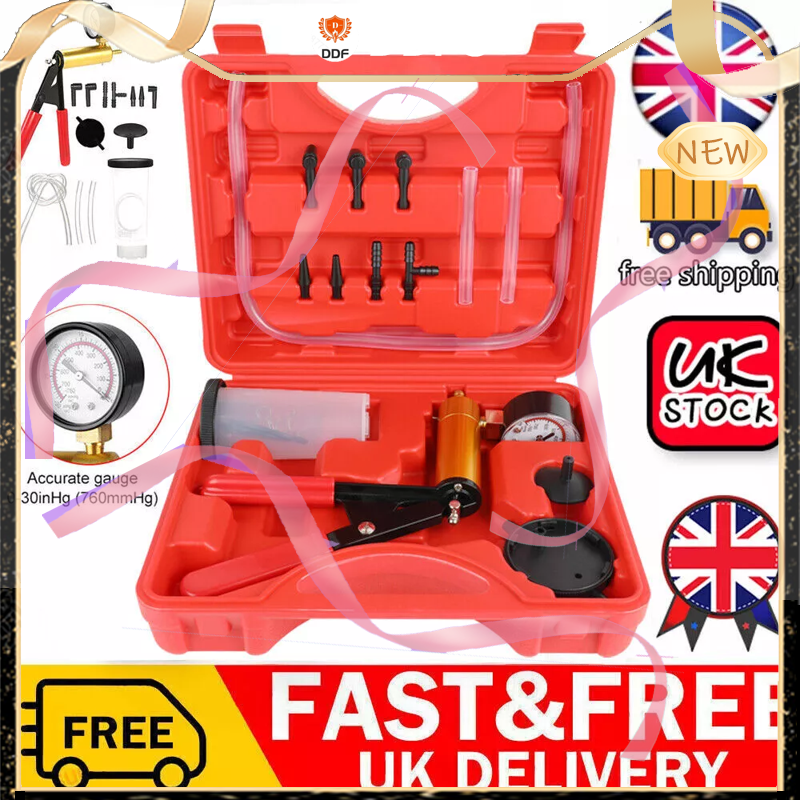 DDF
NEW
free shipping
UK
STOCK
Accurate gauge
30inHg (760mmHg)
FREE
FAST&FREE
UK DELIVERY